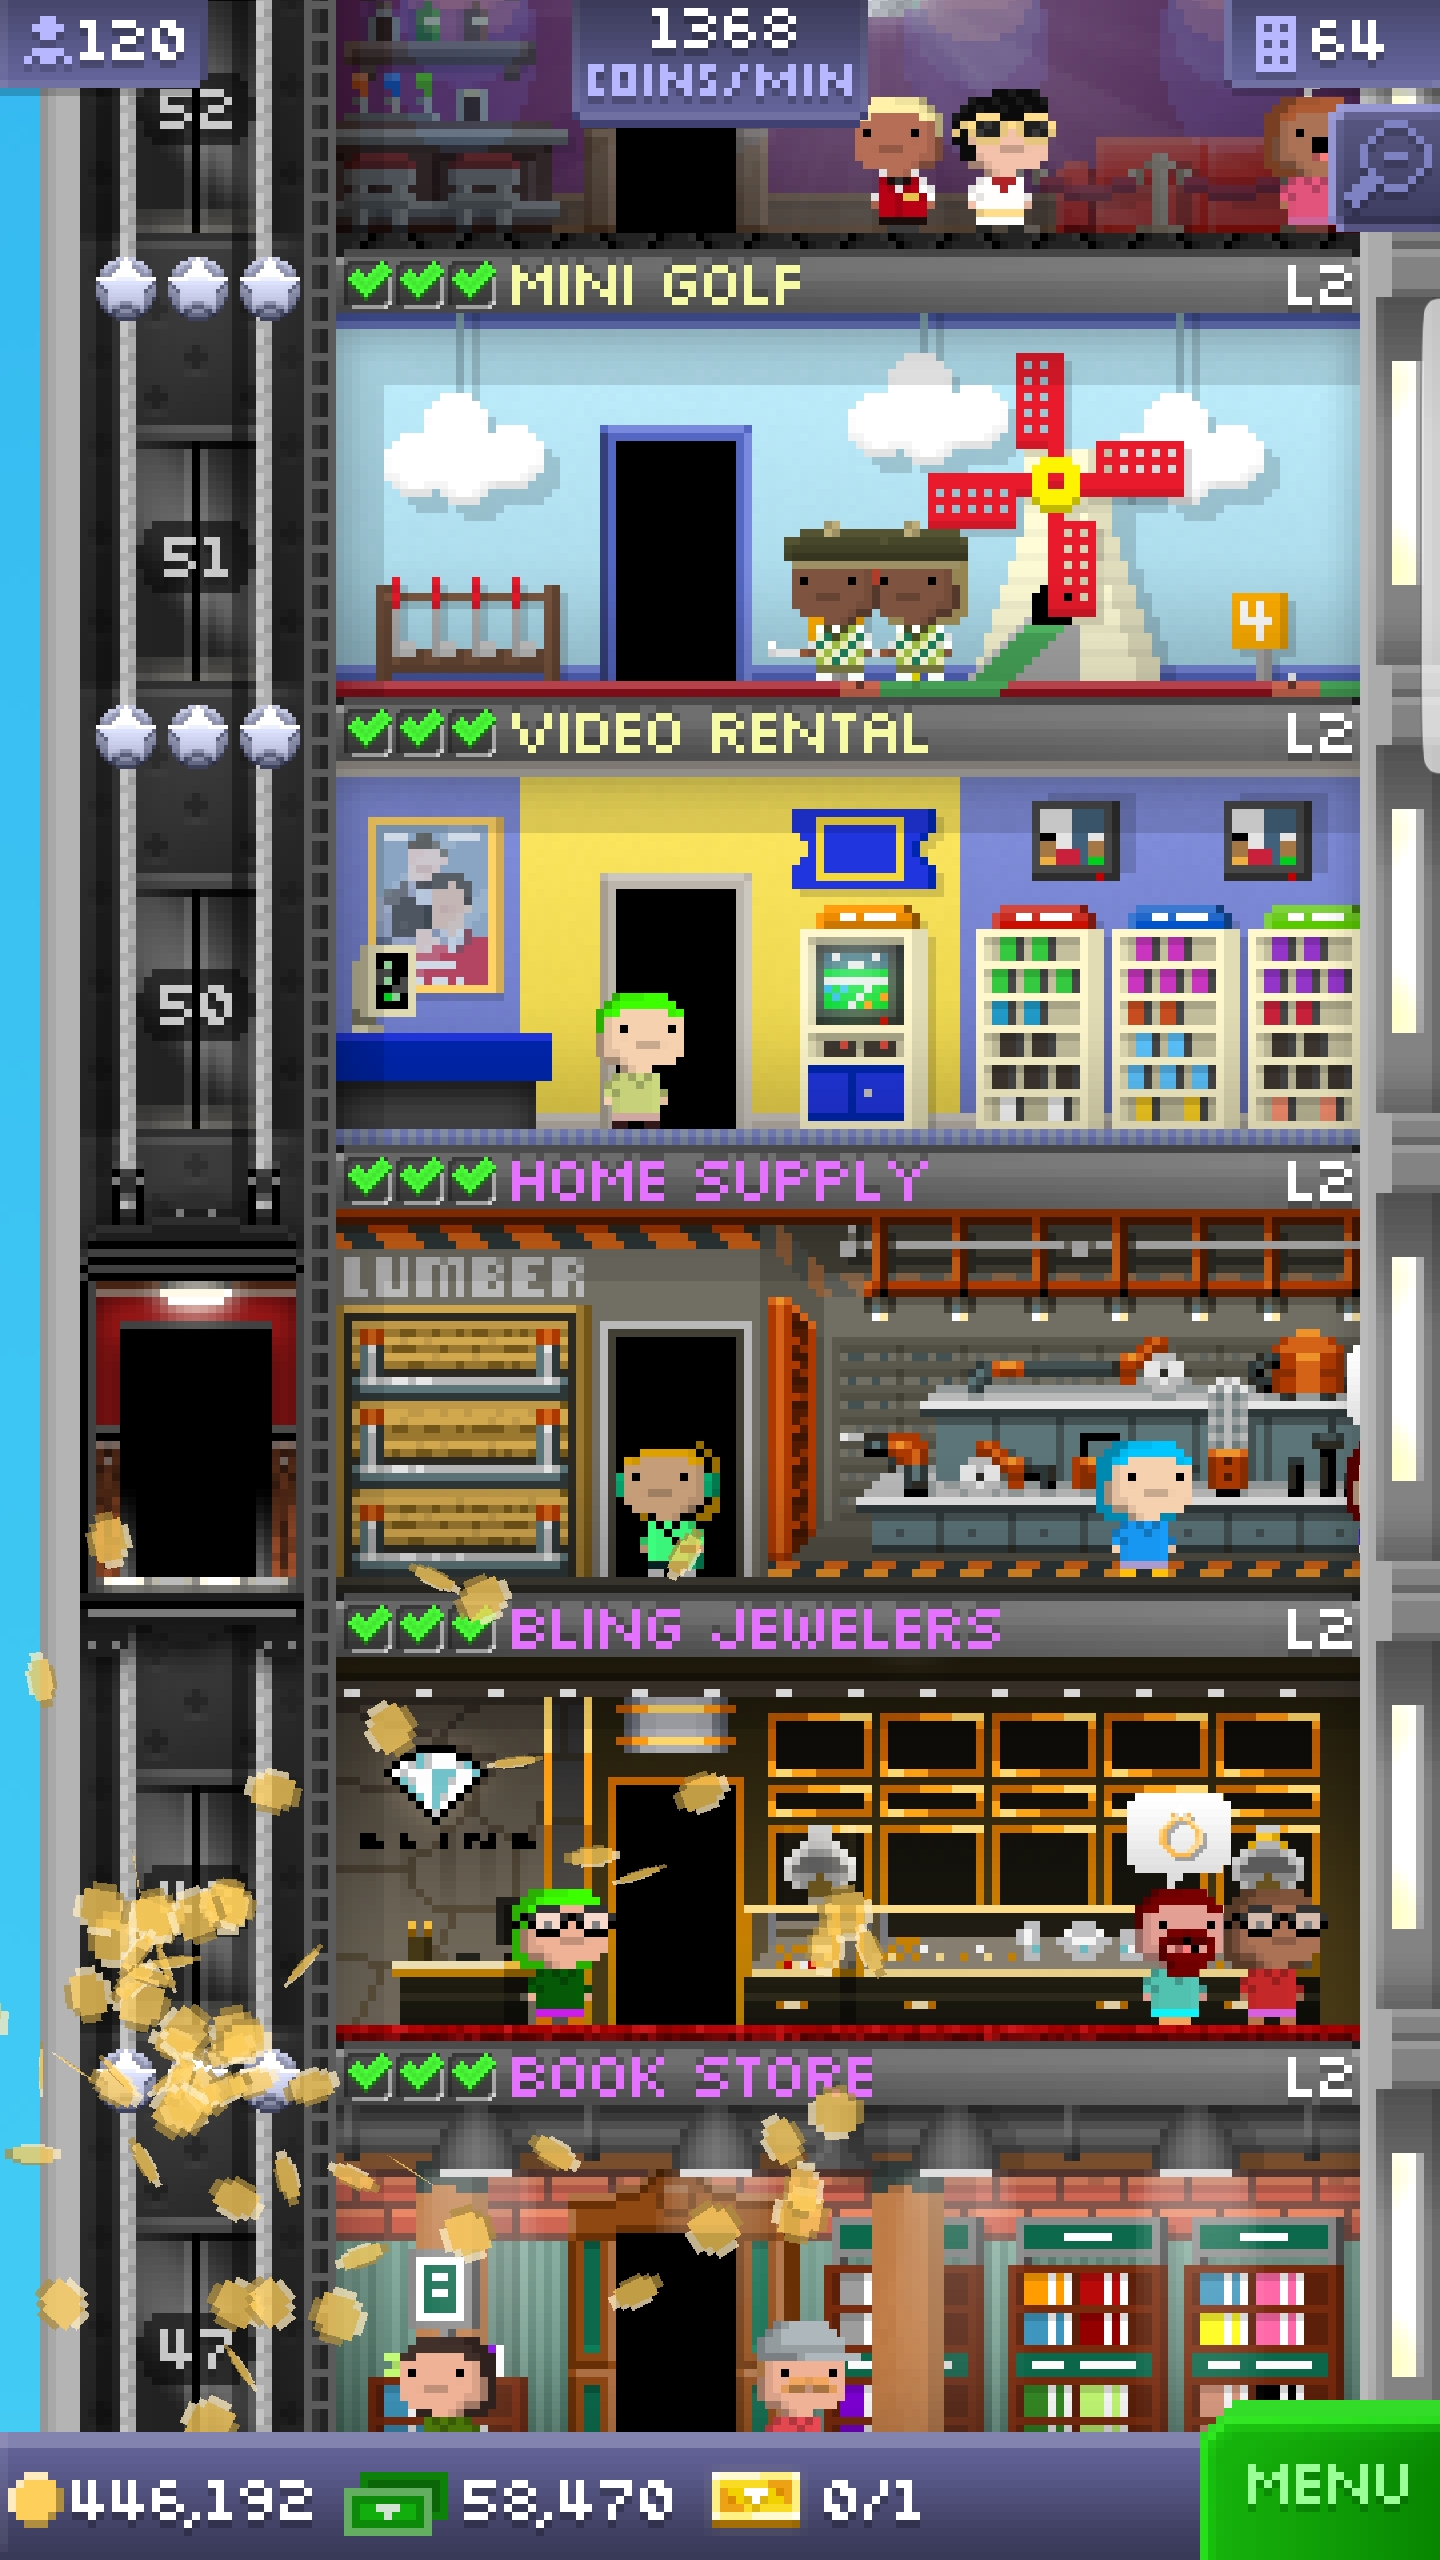 120
1368
COINS/MIN
64
52
MINI GOLF L2
4
51
VIDEO RENTAL L2
50
HOME SUPPLY L2
LUMBER
BLING JEWELERS L2
BLING
BOOK STORE L2
47
446,192 58,470 0/1
MENU